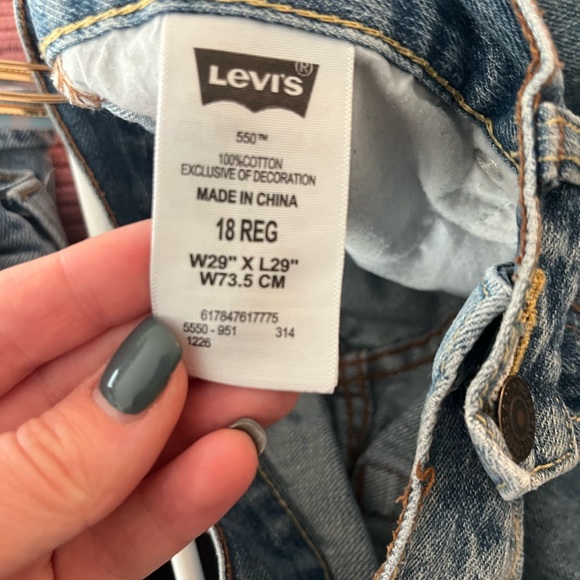 LEVI'S®
550™
100%COTTON
EXCLUSIVE OF DECORATION
MADE IN CHINA
18 REG
W29" X L29"
W73.5 CM
617847617775
5550 - 951 314
1226